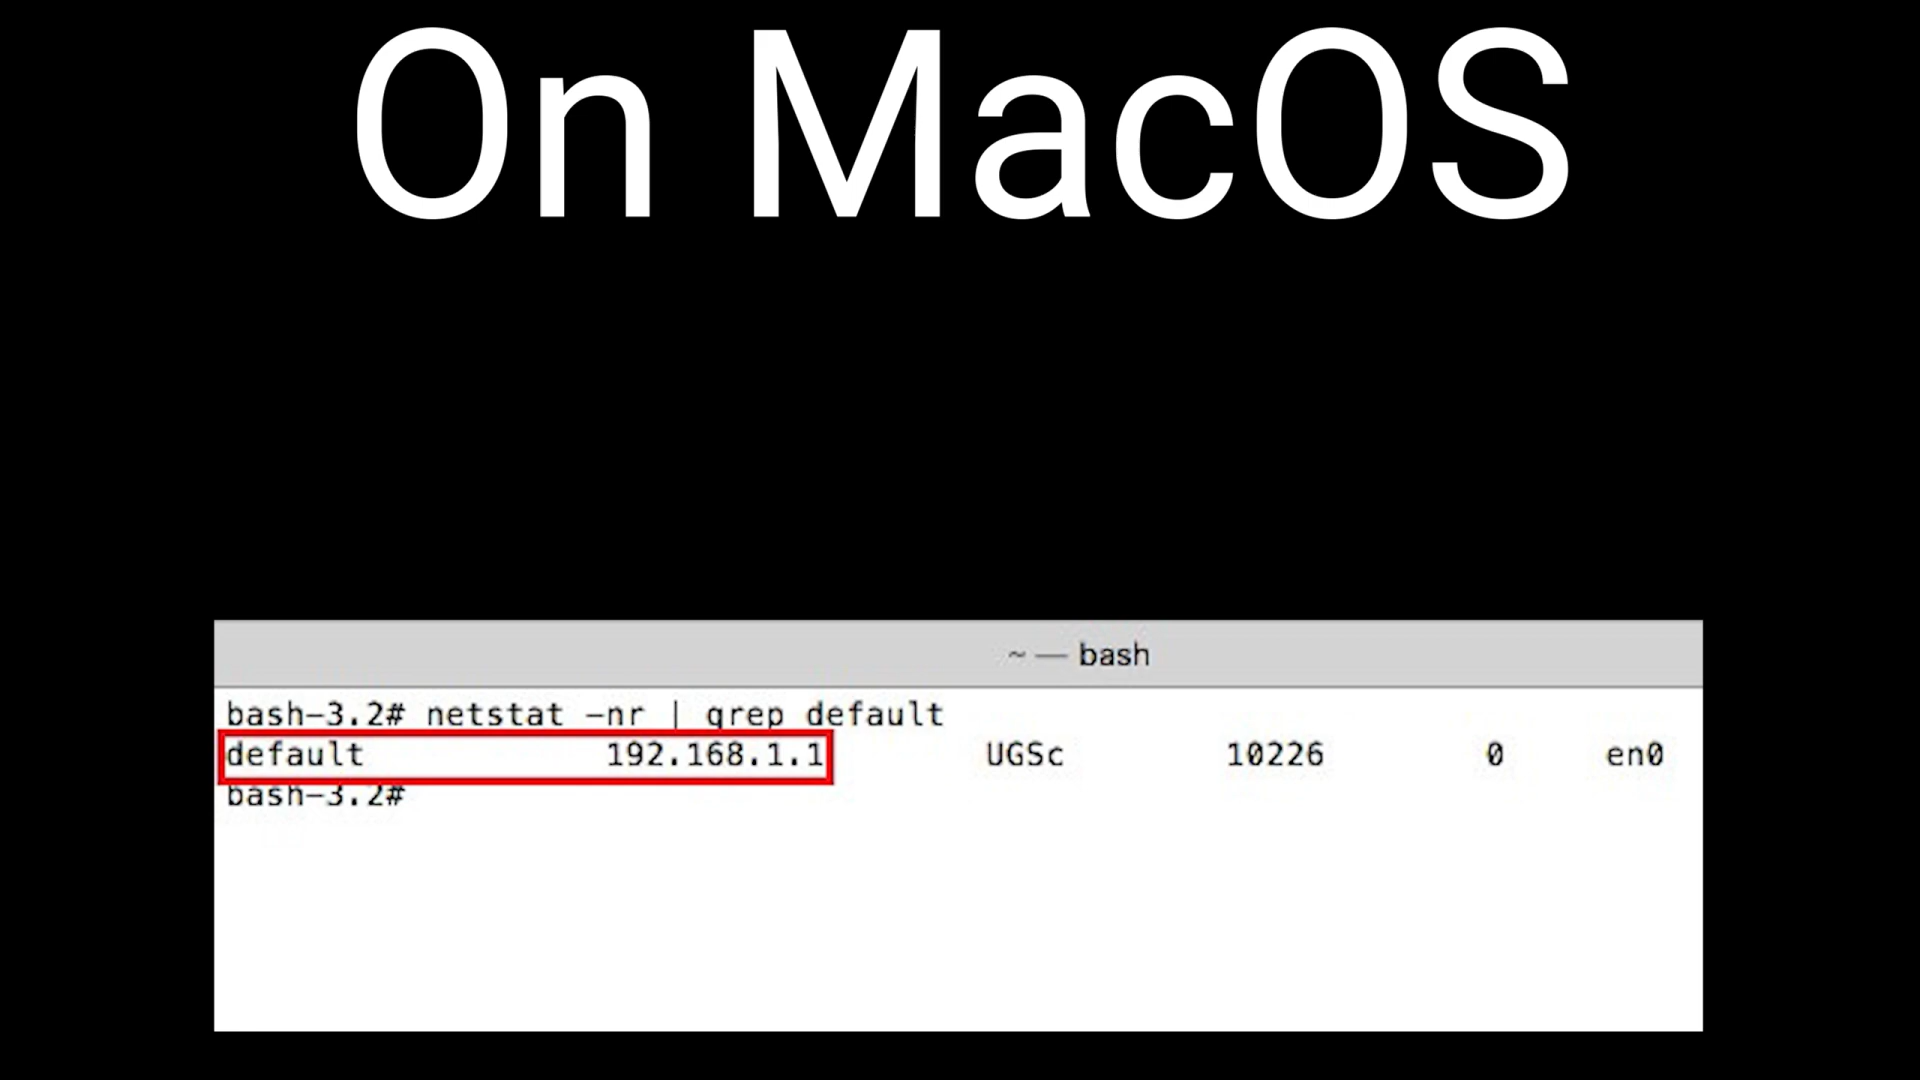 On MacOS
~ — bash
bash-3.2# netstat -nr | grep default
default 192.168.1.1 UGSc 10226 0 en0
bash-3.2#